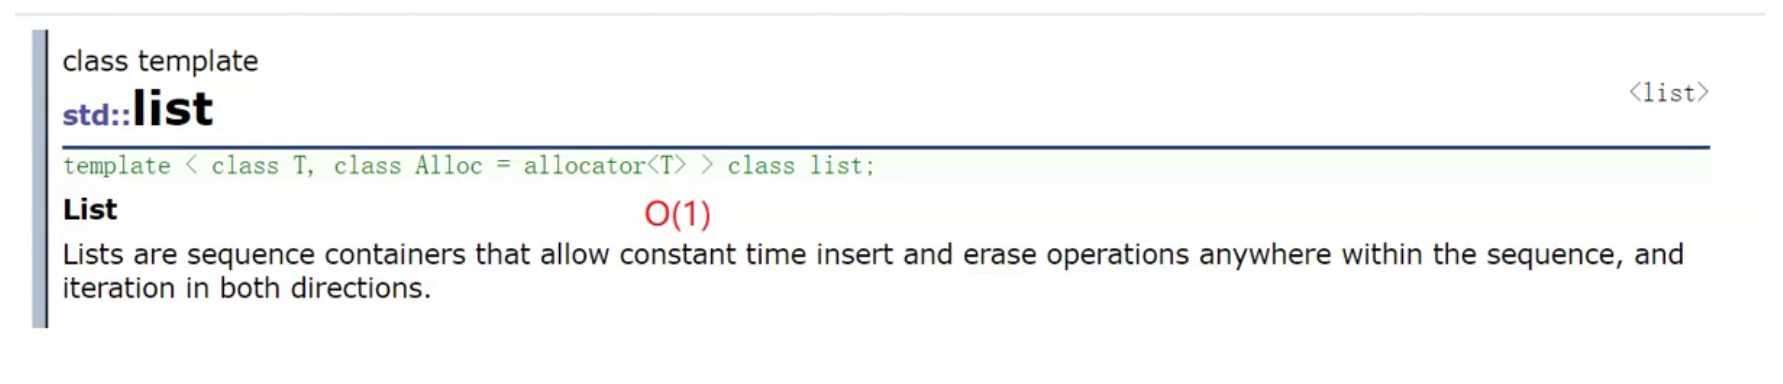 class template
std::list
<list>
template < class T, class Alloc = allocator<T> > class list;
List
O(1)
Lists are sequence containers that allow constant time insert and erase operations anywhere within the sequence, and
iteration in both directions.